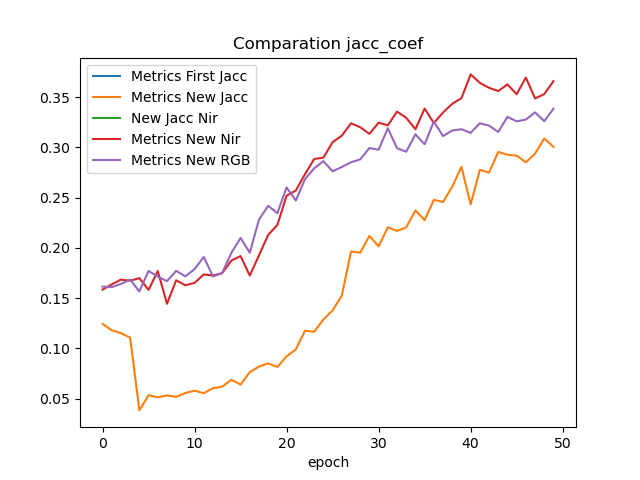 Comparation jacc_coef
Metrics First Jacc
Metrics New Jacc
New Jacc Nir
Metrics New Nir
Metrics New RGB
0.35
0.30
0.25
0.20
0.15
0.10
0.05
0 10 20 30 40 50
epoch